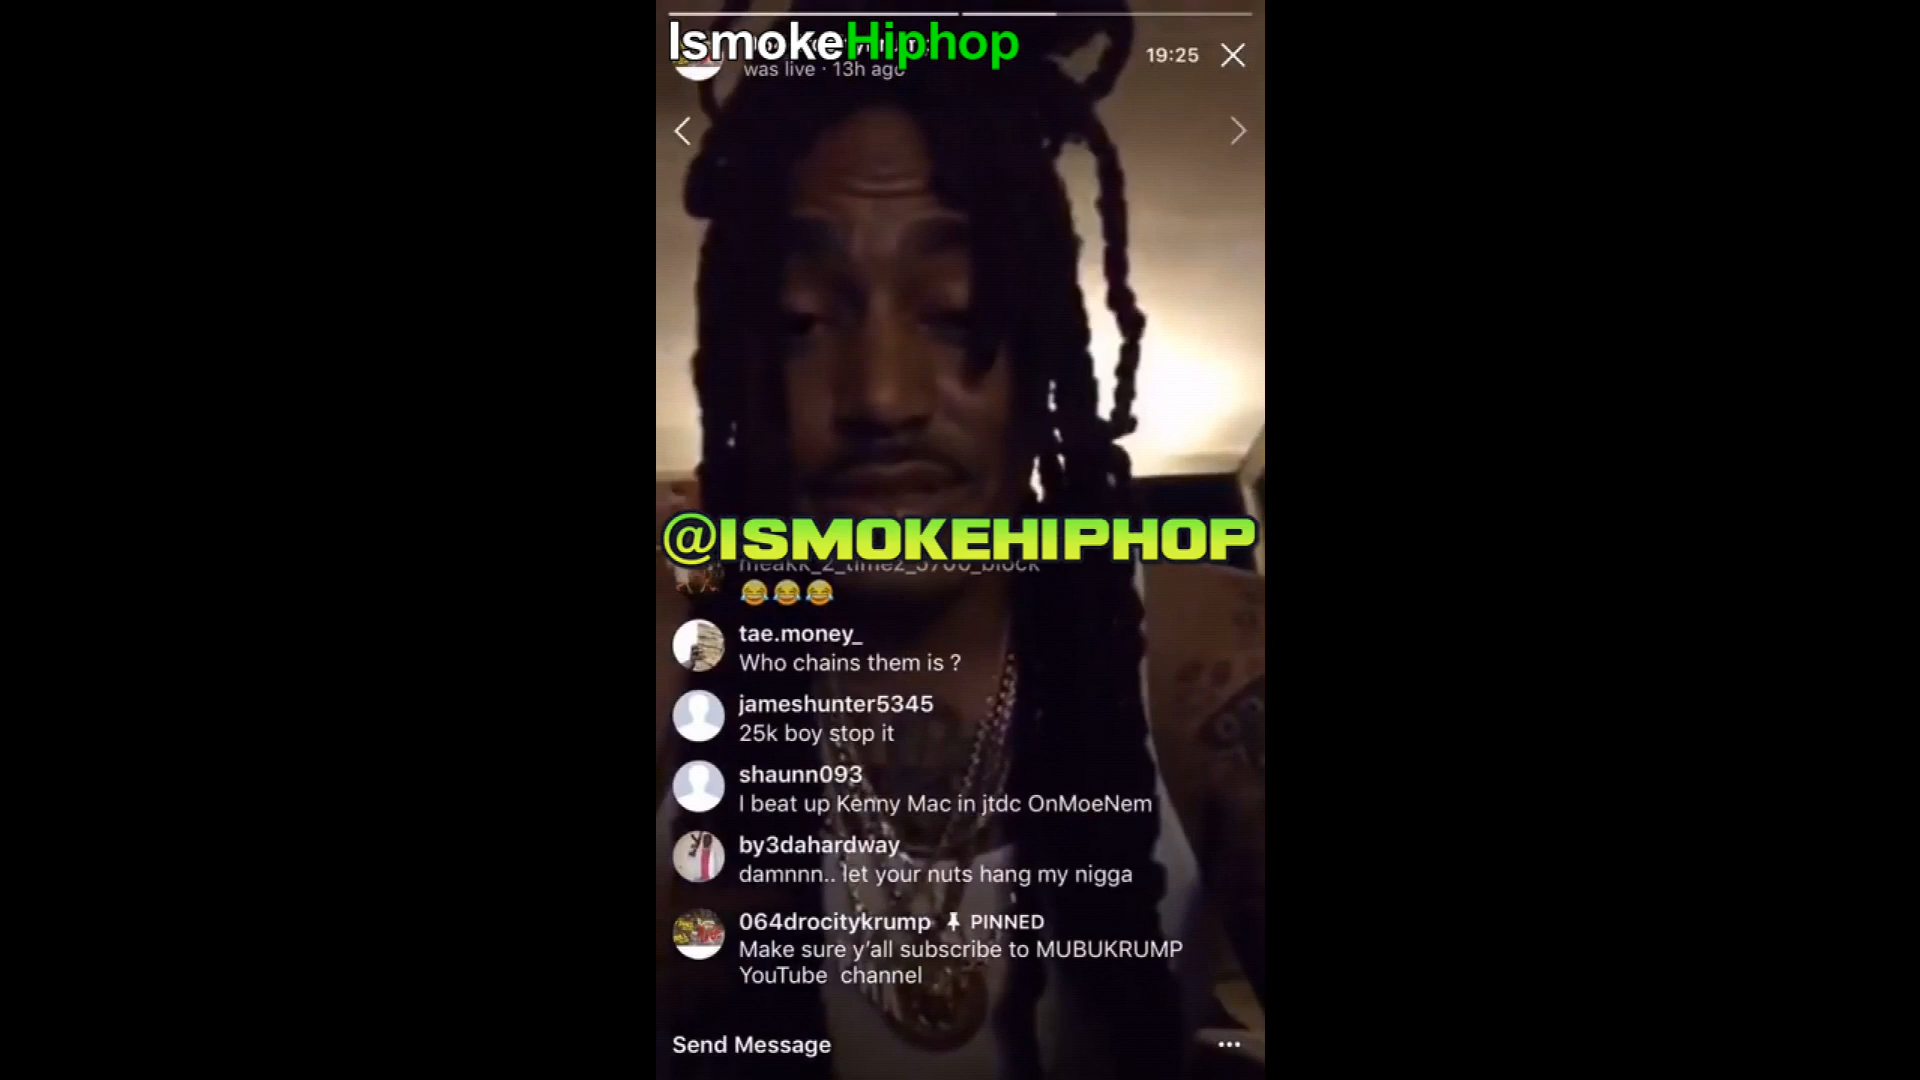 IsmokeHiphop
was live · 13h ago
19:25
@ISMOKEHIPHOP
😂😂😂
tae.money_
Who chains them is ?
jameshunter5345
25k boy stop it
shaunn093
I beat up Kenny Mac in jtdc OnMoeNem
by3dahardway
damnnn.. let your nuts hang my nigga
064drocitykrump PINNED
Make sure y'all subscribe to MUBUKRUMP
YouTube channel
Send Message